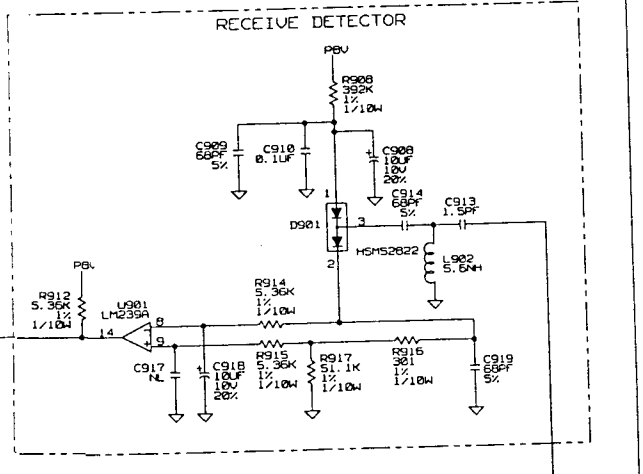 RECEIVE DETECTOR
P8V
R908
392K
1%
1/10W
C909
68PF
5%
C910
0.1UF
C908
10UF
10V
20%
+
1
C914
68PF
5%
C913
1.5PF
D901
3
HSMS2822
L902
5.6NH
2
P8V
R912
5.36K
1%
1/10W
U901
LM239A
14
8
9
+
R914
5.36K
1%
1/10W
R915
5.36K
1%
1/10W
R917
51.1K
1%
1/10W
R916
301
1%
1/10W
C919
68PF
5%
C917
NL
+
C918
10UF
10V
20%